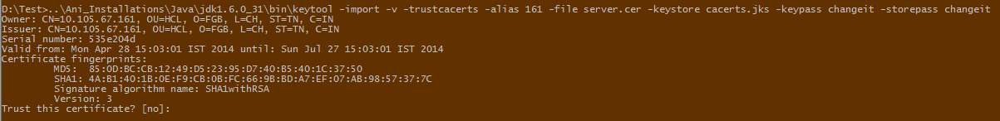 D:\Test>..\Ani_Installations\Java\jdk1.6.0_31\bin\keytool -import -v -trustcacerts -alias 161 -file server.cer -keystore cacerts.jks -keypass changeit -storepass changeit
Owner: CN=10.105.67.161, OU=HCL, O=FGB, L=CH, ST=TN, C=IN
Issuer: CN=10.105.67.161, OU=HCL, O=FGB, L=CH, ST=TN, C=IN
Serial number: 535e204d
Valid from: Mon Apr 28 15:03:01 IST 2014 until: Sun Jul 27 15:03:01 IST 2014
Certificate fingerprints:
MD5:  85:0D:BC:CB:12:49:D5:23:95:D7:40:B5:40:1C:37:50
SHA1: 4A:B1:40:1B:0E:F9:CB:0B:FC:66:9B:BD:A7:EF:07:AB:98:57:37:7C
Signature algorithm name: SHA1withRSA
Version: 3
Trust this certificate? [no]: